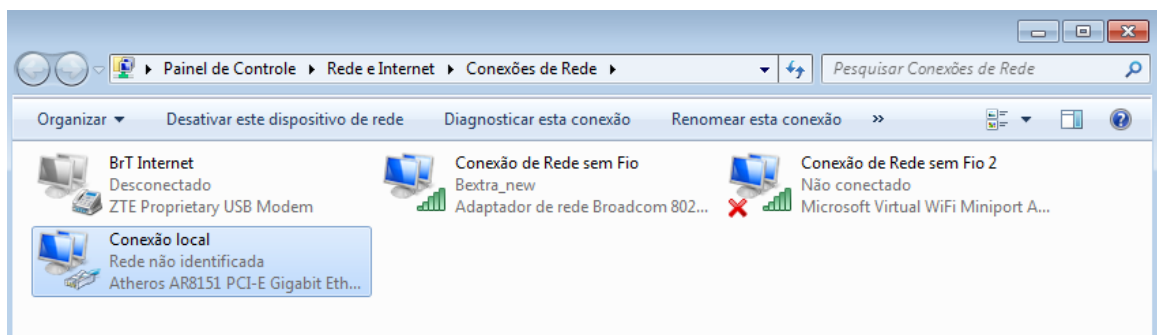 Painel de Controle ▸ Rede e Internet ▸ Conexões de Rede ▸
Pesquisar Conexões de Rede
Organizar Desativar este dispositivo de rede Diagnosticar esta conexão Renomear esta conexão »
BrT Internet
Desconectado
ZTE Proprietary USB Modem
Conexão de Rede sem Fio
Bextra_new
Adaptador de rede Broadcom 802...
Conexão de Rede sem Fio 2
Não conectado
Microsoft Virtual WiFi Miniport A...
Conexão local
Rede não identificada
Atheros AR8151 PCI-E Gigabit Eth...